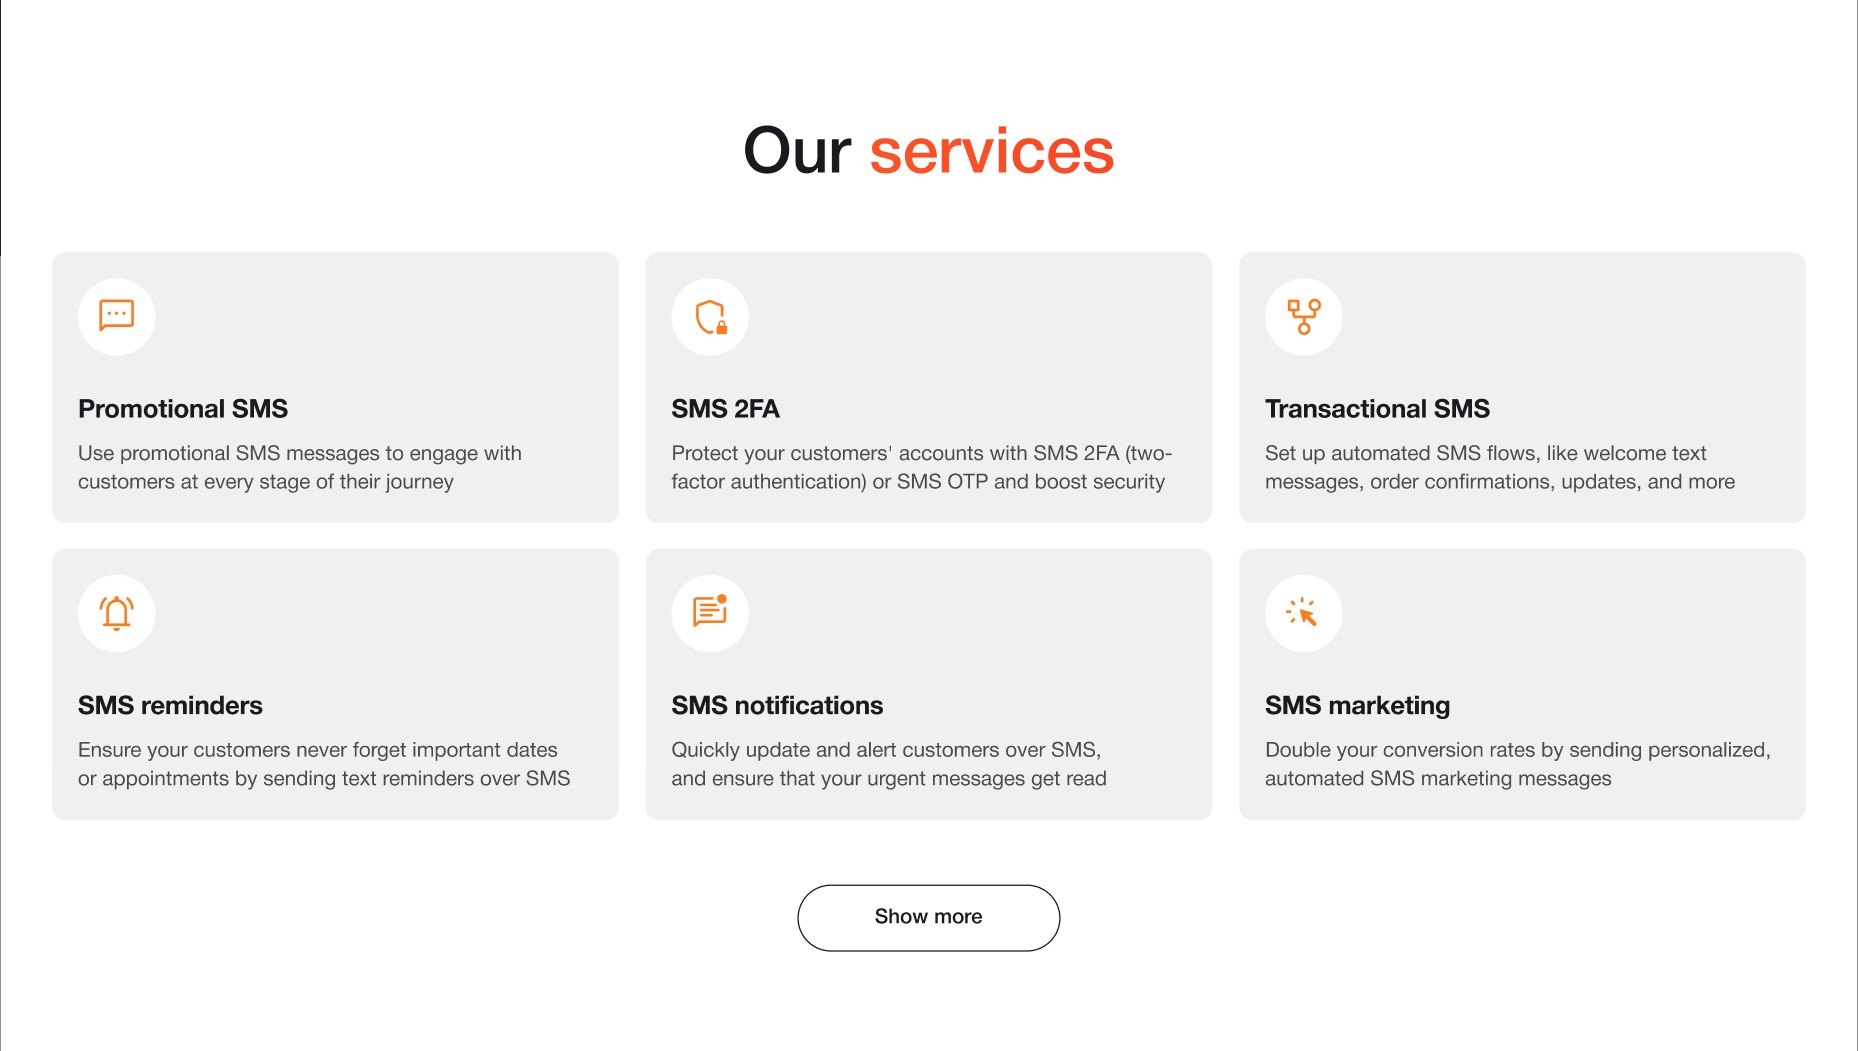 Our services
Promotional SMS
Use promotional SMS messages to engage with
customers at every stage of their journey
SMS 2FA
Protect your customers' accounts with SMS 2FA (two-
factor authentication) or SMS OTP and boost security
Transactional SMS
Set up automated SMS flows, like welcome text
messages, order confirmations, updates, and more
SMS reminders
Ensure your customers never forget important dates
or appointments by sending text reminders over SMS
SMS notifications
Quickly update and alert customers over SMS,
and ensure that your urgent messages get read
SMS marketing
Double your conversion rates by sending personalized,
automated SMS marketing messages
Show more